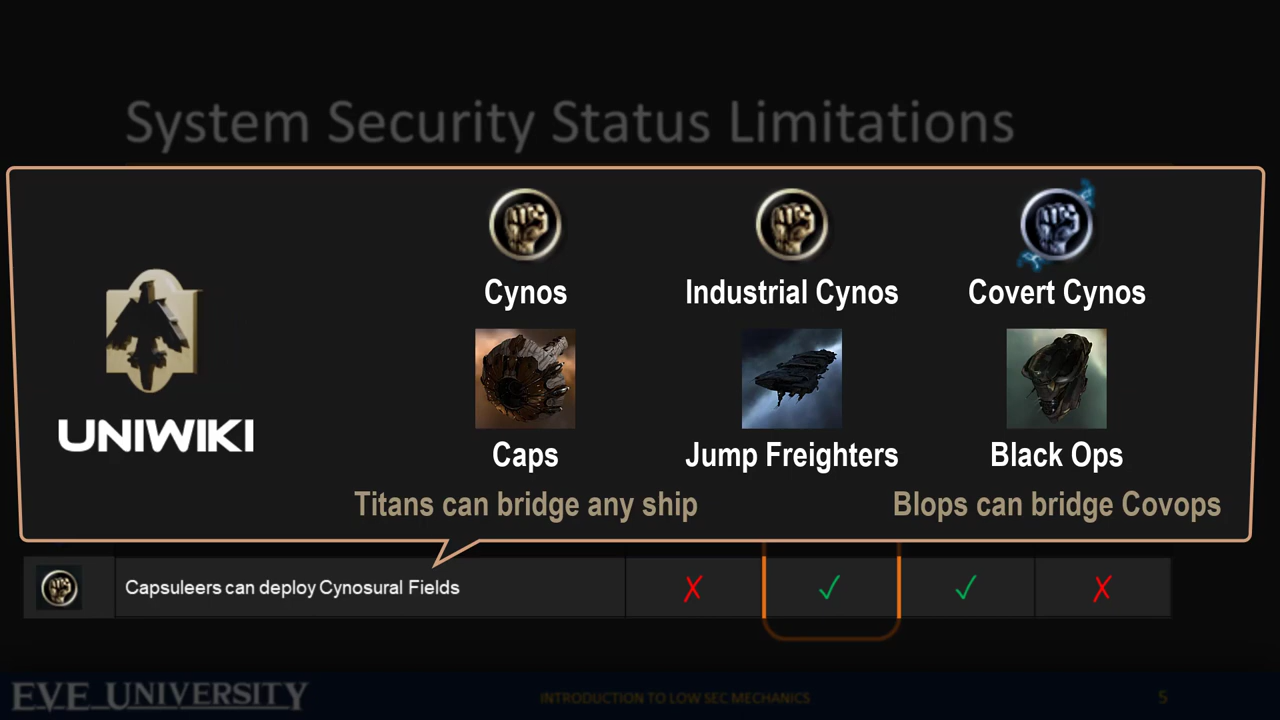 System Security Status Limitations
Cynos
Industrial Cynos
Covert Cynos
UNIWIKI
Caps
Jump Freighters
Black Ops
Titans can bridge any ship
Blops can bridge Covops
Capsuleers can deploy Cynosural Fields
✗ ✓ ✓ ✗
EVE UNIVERSITY
INTRODUCTION TO LOW SEC MECHANICS
5